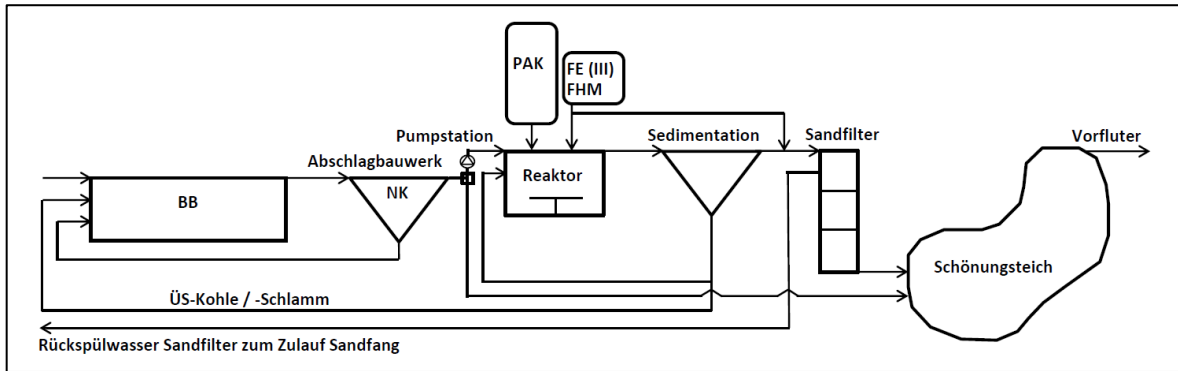 PAK
FE (III)
FHM
Pumpstation
Sedimentation
Sandfilter
Vorfluter
Abschlagbauwerk
BB
NK
Reaktor
Schönungsteich
ÜS-Kohle / -Schlamm
Rückspülwasser Sandfilter zum Zulauf Sandfang